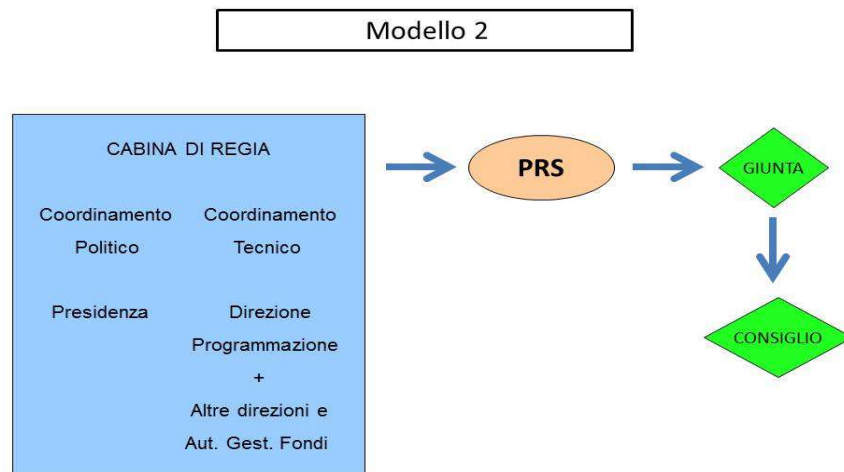 Modello 2
CABINA DI REGIA
Coordinamento Politico
Coordinamento Tecnico
Presidenza
Direzione
Programmazione
+
Altre direzioni e
Aut. Gest. Fondi
PRS
GIUNTA
CONSIGLIO